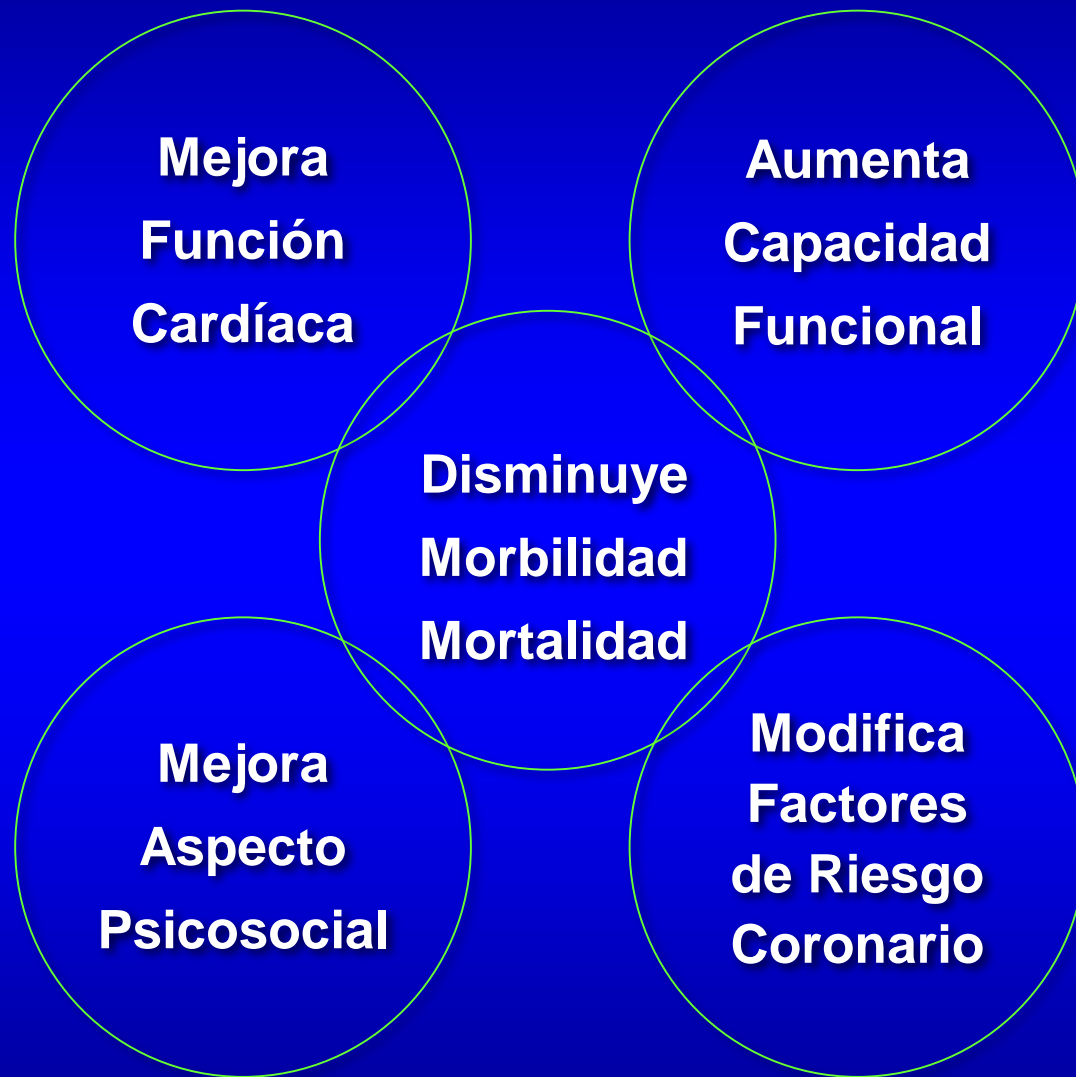 Mejora
Función
Cardíaca
Aumenta
Capacidad
Funcional
Disminuye
Morbilidad
Mortalidad
Mejora
Aspecto
Psicosocial
Modifica
Factores
de Riesgo
Coronario